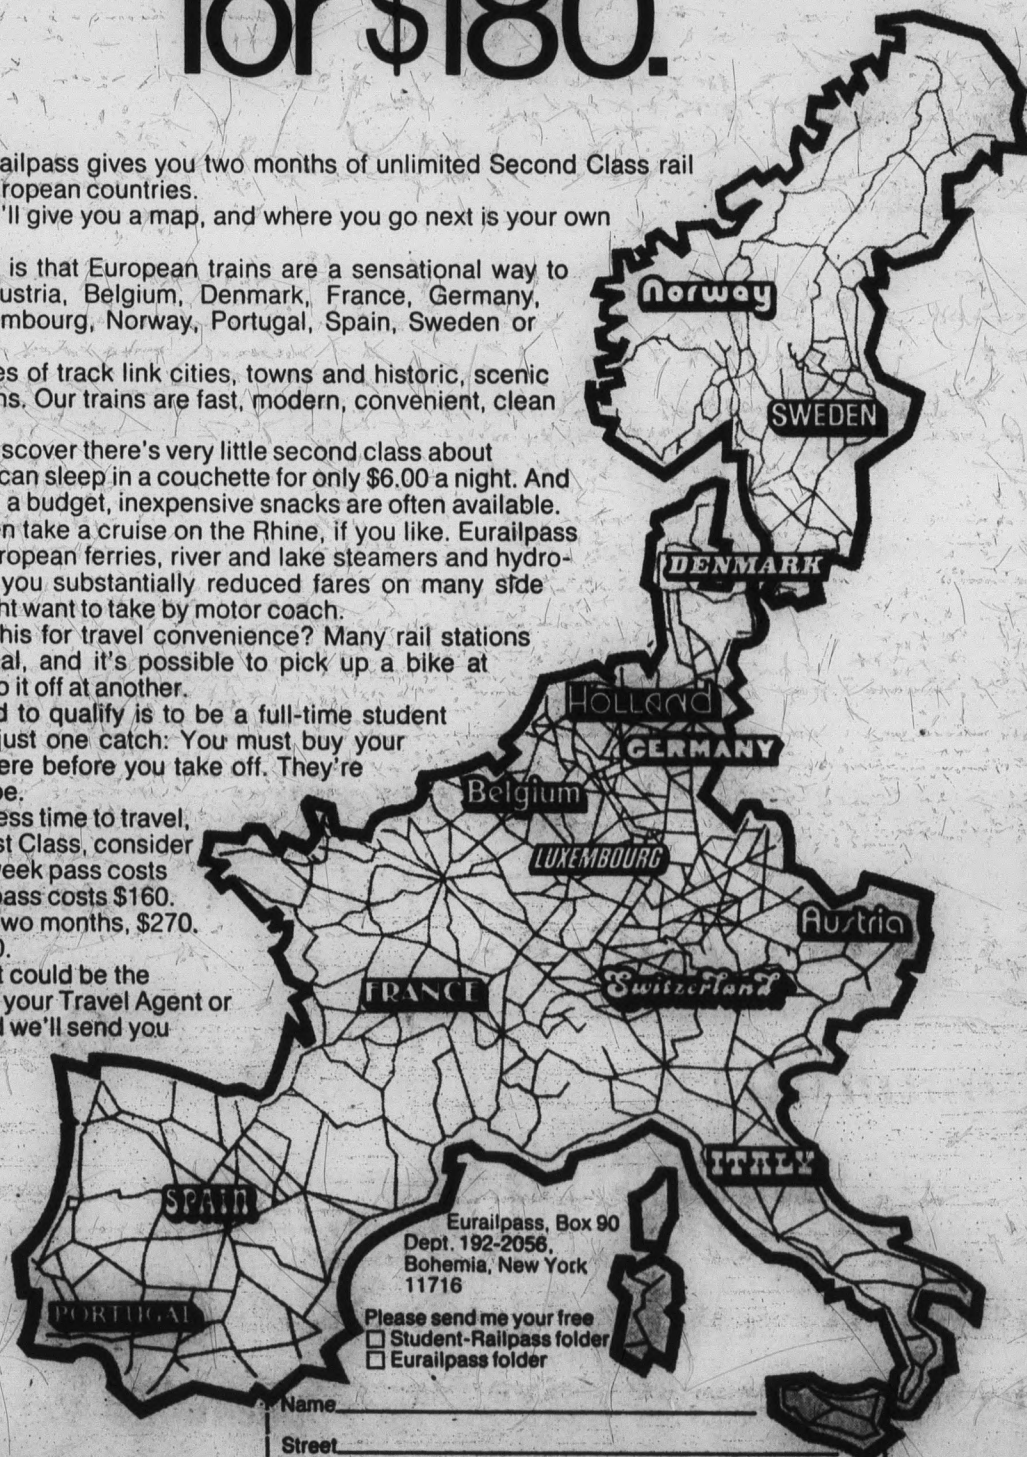 for $180.
ailpass gives you two months of unlimited Second Class rail
ropean countries.
'll give you a map, and where you go next is your own
is that European trains are a sensational way to
ustria, Belgium, Denmark, France, Germany,
mbourg, Norway, Portugal, Spain, Sweden or
es of track link cities, towns and historic, scenic
ns. Our trains are fast, modern, convenient, clean
scover there's very little second class about
can sleep in a couchette for only $6.00 a night. And
a budget, inexpensive snacks are often available.
n take a cruise on the Rhine, if you like. Eurailpass
ropean ferries, river and lake steamers and hydro-
you substantially reduced fares on many side
ht want to take by motor coach.
his for travel convenience? Many rail stations
al, and it's possible to pick up a bike at
p it off at another.
d to qualify is to be a full-time student
just one catch: You must buy your
ere before you take off. They're
pe.
ess time to travel,
st Class, consider
week pass costs
pass costs $160.
two months, $270.
0.
t could be the
your Travel Agent or
d we'll send you
Norway
SWEDEN
DENMARK
HOLLAND
GERMANY
Belgium
LUXEMBOURG
Austria
FRANCE
Switzerland
ITALY
SPAIN
PORTUGAL
Eurailpass, Box 90
Dept. 192-2056,
Bohemia, New York
11716
Please send me your free
□ Student-Railpass folder
□ Eurailpass folder
Name
Street